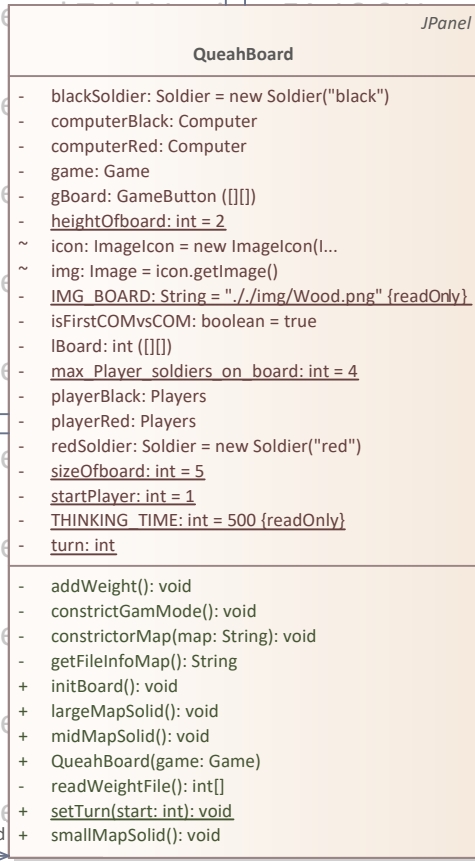 JPanel
QueahBoard
- blackSoldier: Soldier = new Soldier("black")
- computerBlack: Computer
- computerRed: Computer
- game: Game
- gBoard: GameButton ([][])
- heightOfboard: int = 2
~ icon: ImageIcon = new ImageIcon(I...
~ img: Image = icon.getImage()
- IMG_BOARD: String = "././img/Wood.png" {readOnly}
- isFirstCOMvsCOM: boolean = true
- lBoard: int ([][])
- max_Player_soldiers_on_board: int = 4
- playerBlack: Players
- playerRed: Players
- redSoldier: Soldier = new Soldier("red")
- sizeOfboard: int = 5
- startPlayer: int = 1
- THINKING_TIME: int = 500 {readOnly}
- turn: int
- addWeight(): void
- constrictGamMode(): void
- constrictorMap(map: String): void
- getFileInfoMap(): String
+ initBoard(): void
+ largeMapSolid(): void
+ midMapSolid(): void
+ QueahBoard(game: Game)
- readWeightFile(): int[]
+ setTurn(start: int): void
+ smallMapSolid(): void